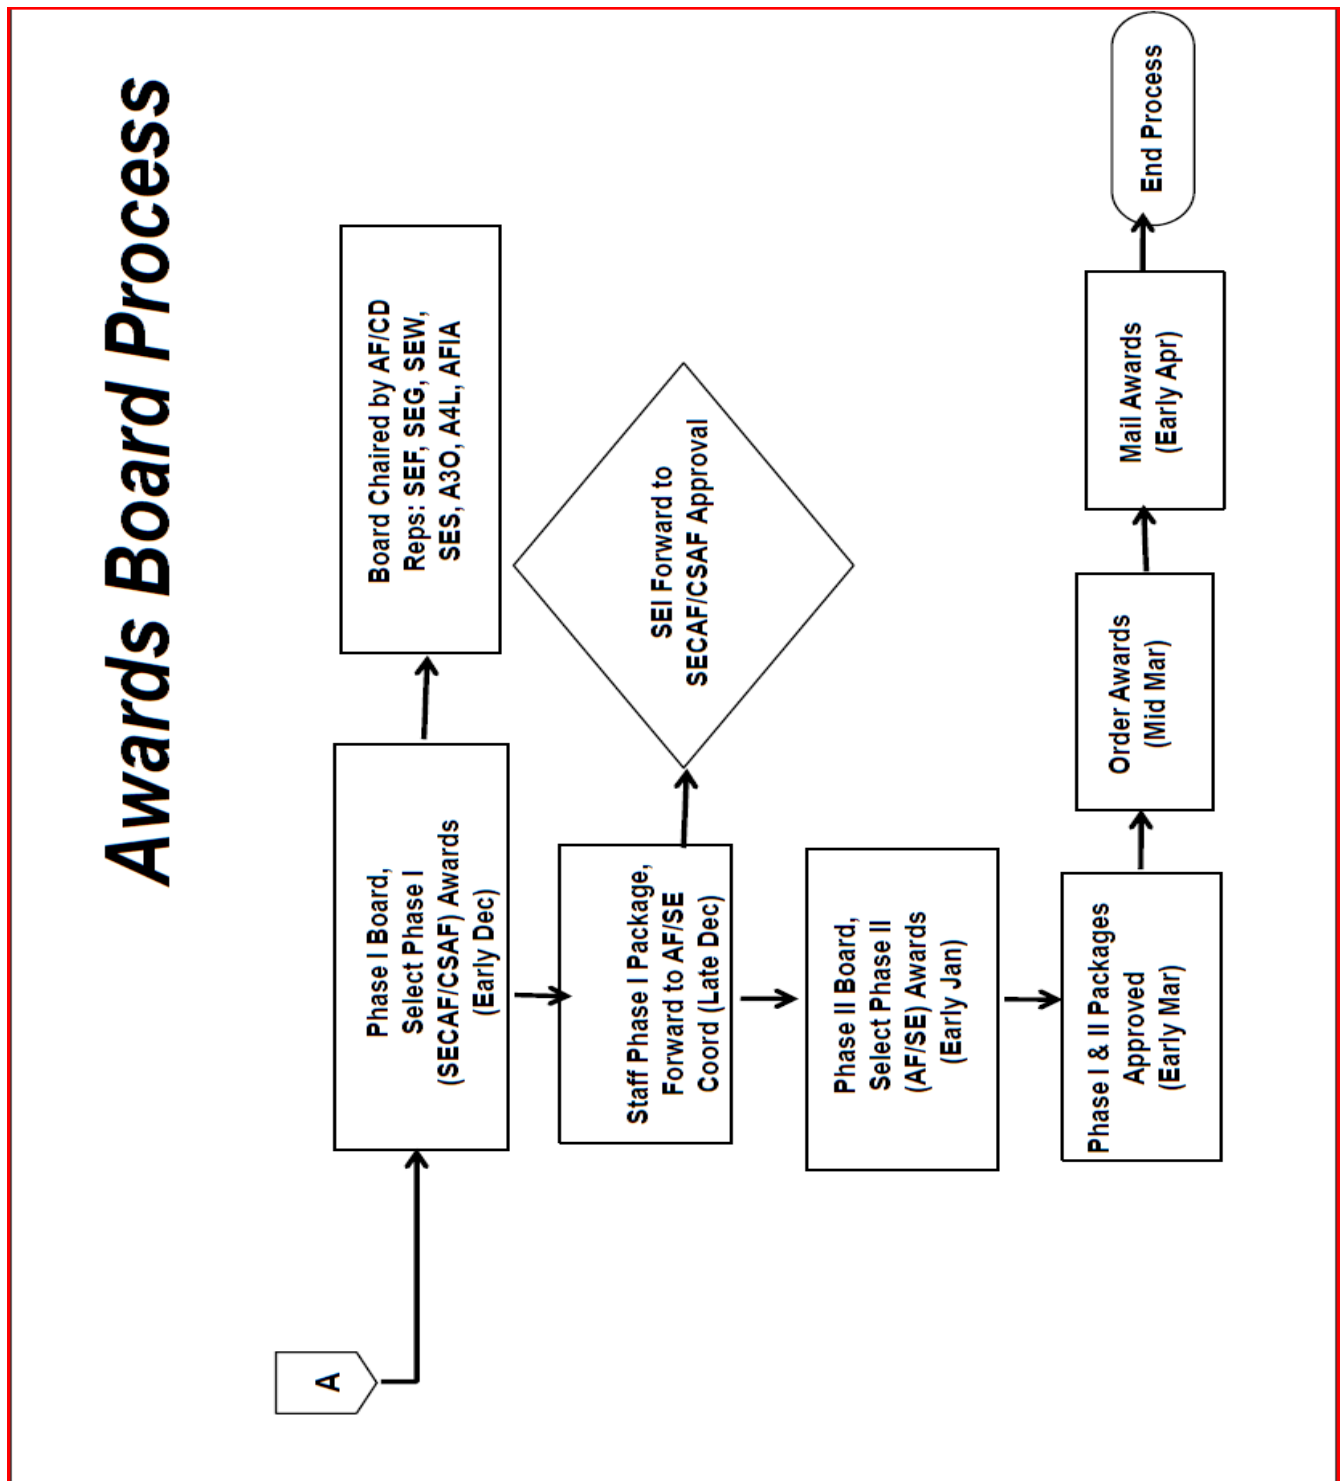 Awards Board Process
A
Phase I Board,
Select Phase I
(SECAF/CSAF) Awards
(Early Dec)
Board Chaired by AF/CD
Reps: SEF, SEG, SEW,
SES, A3O, A4L, AFIA
Staff Phase I Package,
Forward to AF/SE
Coord (Late Dec)
SEI Forward to
SECAF/CSAF Approval
Phase II Board,
Select Phase II
(AF/SE) Awards
(Early Jan)
Phase I & II Packages
Approved
(Early Mar)
Order Awards
(Mid Mar)
Mail Awards
(Early Apr)
End Process